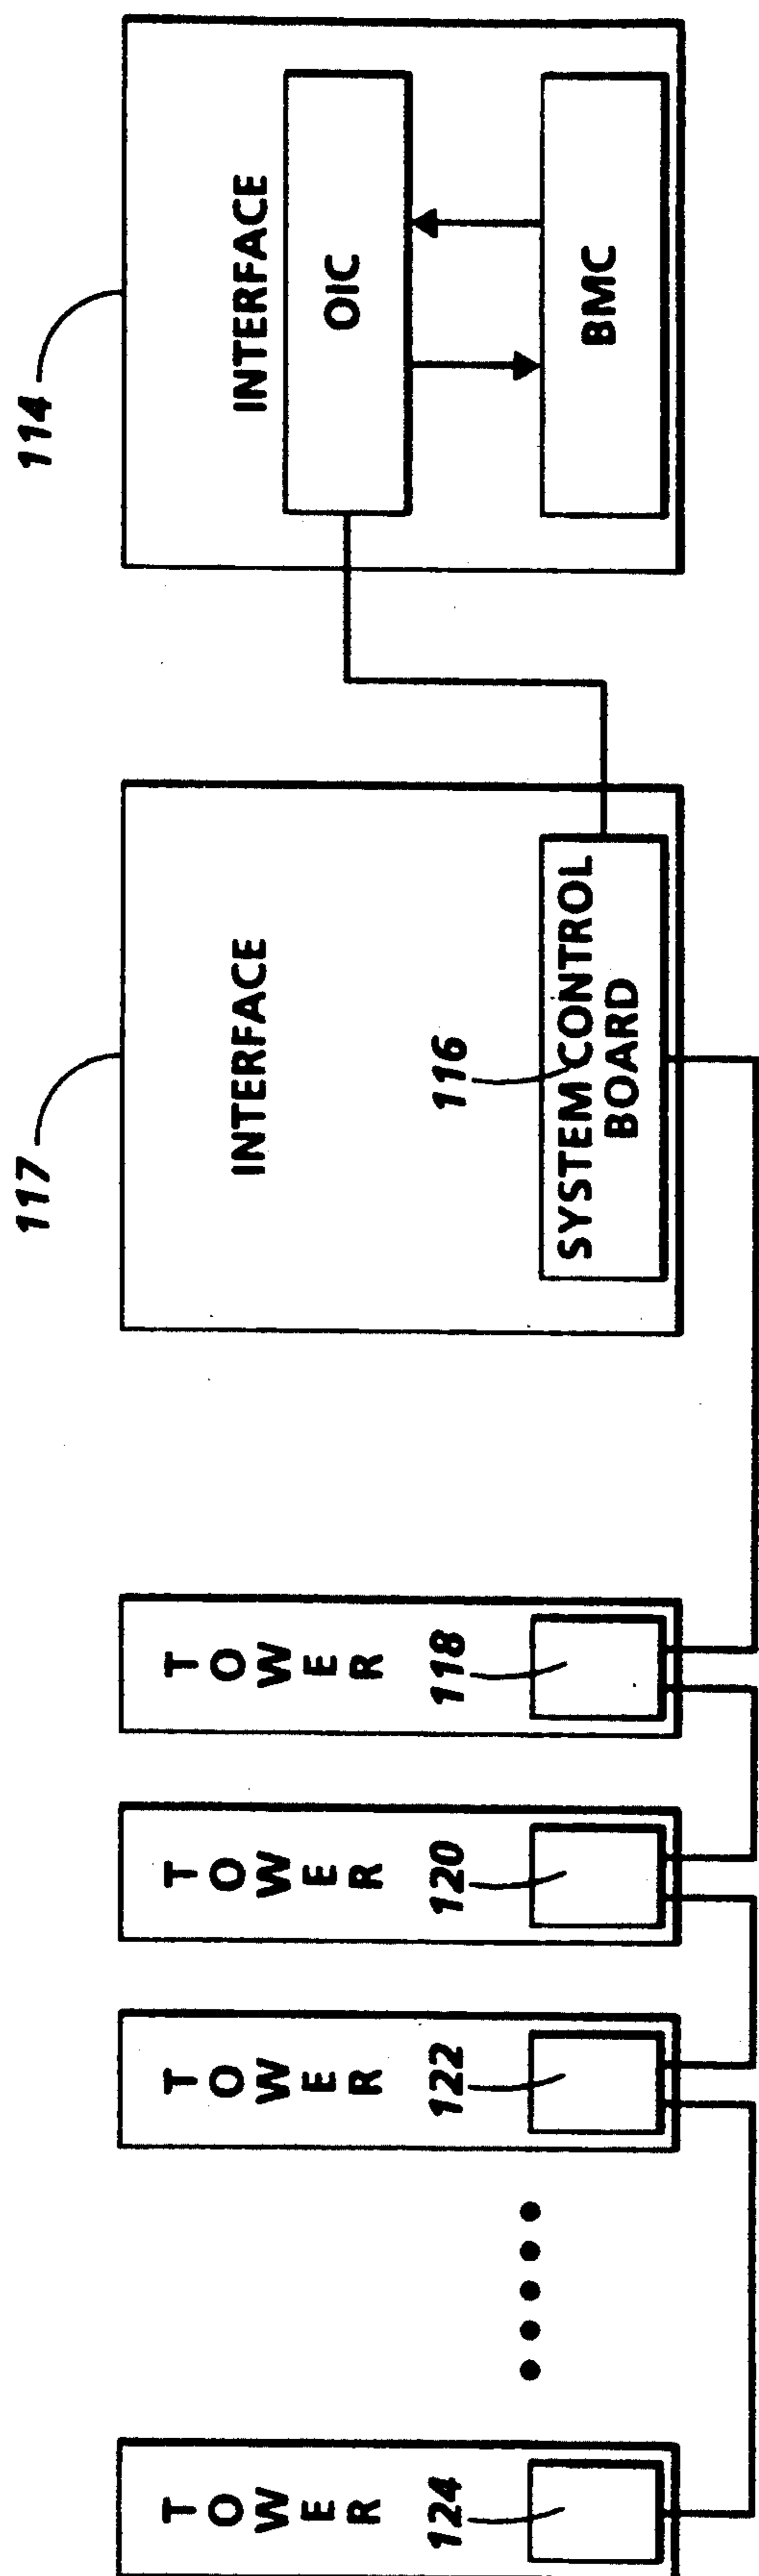 TOWER
124
TOWER
122
TOWER
120
TOWER
118
117
INTERFACE
116
SYSTEM CONTROL
BOARD
114
INTERFACE
OIC
BMC